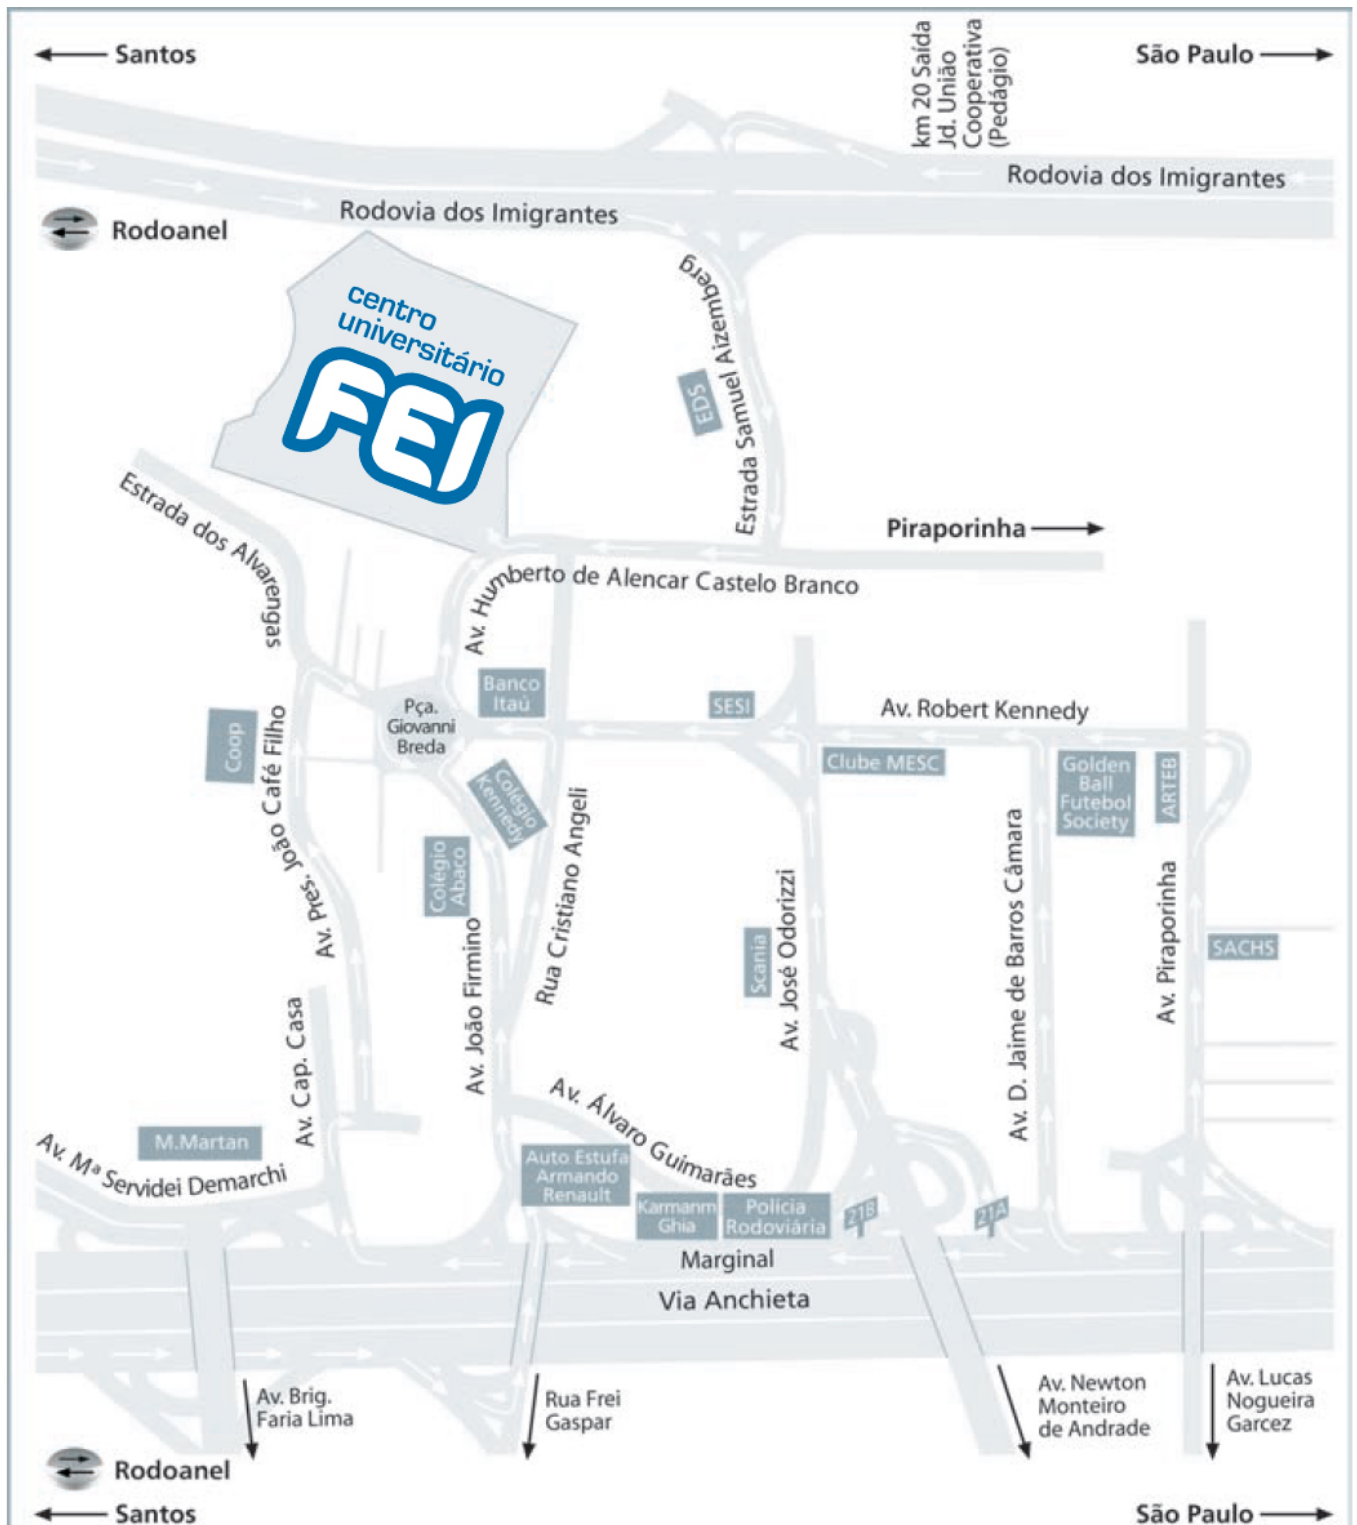 Santos
São Paulo
km 20 Saída
Jd. União
Cooperativa
(Pedágio)
Rodovia dos Imigrantes
Rodovia dos Imigrantes
Rodoanel
centro
universitário
FEI
Estrada Samuel Aizemberg
EDS
Estrada dos Alvarengas
Piraporinha
Av. Humberto de Alencar Castelo Branco
Banco
Itaú
SESI
Av. Robert Kennedy
Pça.
Giovanni
Breda
Coop
Av. Pres. João Café Filho
Clube MESC
Golden
Ball
Futebol
Society
ARTEB
Colégio
Kennedy
Colégio
Abaco
Rua Cristiano Angeli
Av. João Firmino
Scania
Av. José Odorizzi
Av. D. Jaime de Barros Câmara
Av. Piraporinha
SACHS
Av. Cap. Casa
Av. Álvaro Guimarães
M.Martan
Av. Mª Servidei Demarchi
Auto Estufa
Armando
Renault
Karmanm
Ghia
Polícia
Rodoviária
21B
21A
Marginal
Via Anchieta
Av. Brig.
Faria Lima
Rua Frei
Gaspar
Av. Newton
Monteiro
de Andrade
Av. Lucas
Nogueira
Garcez
Rodoanel
Santos
São Paulo